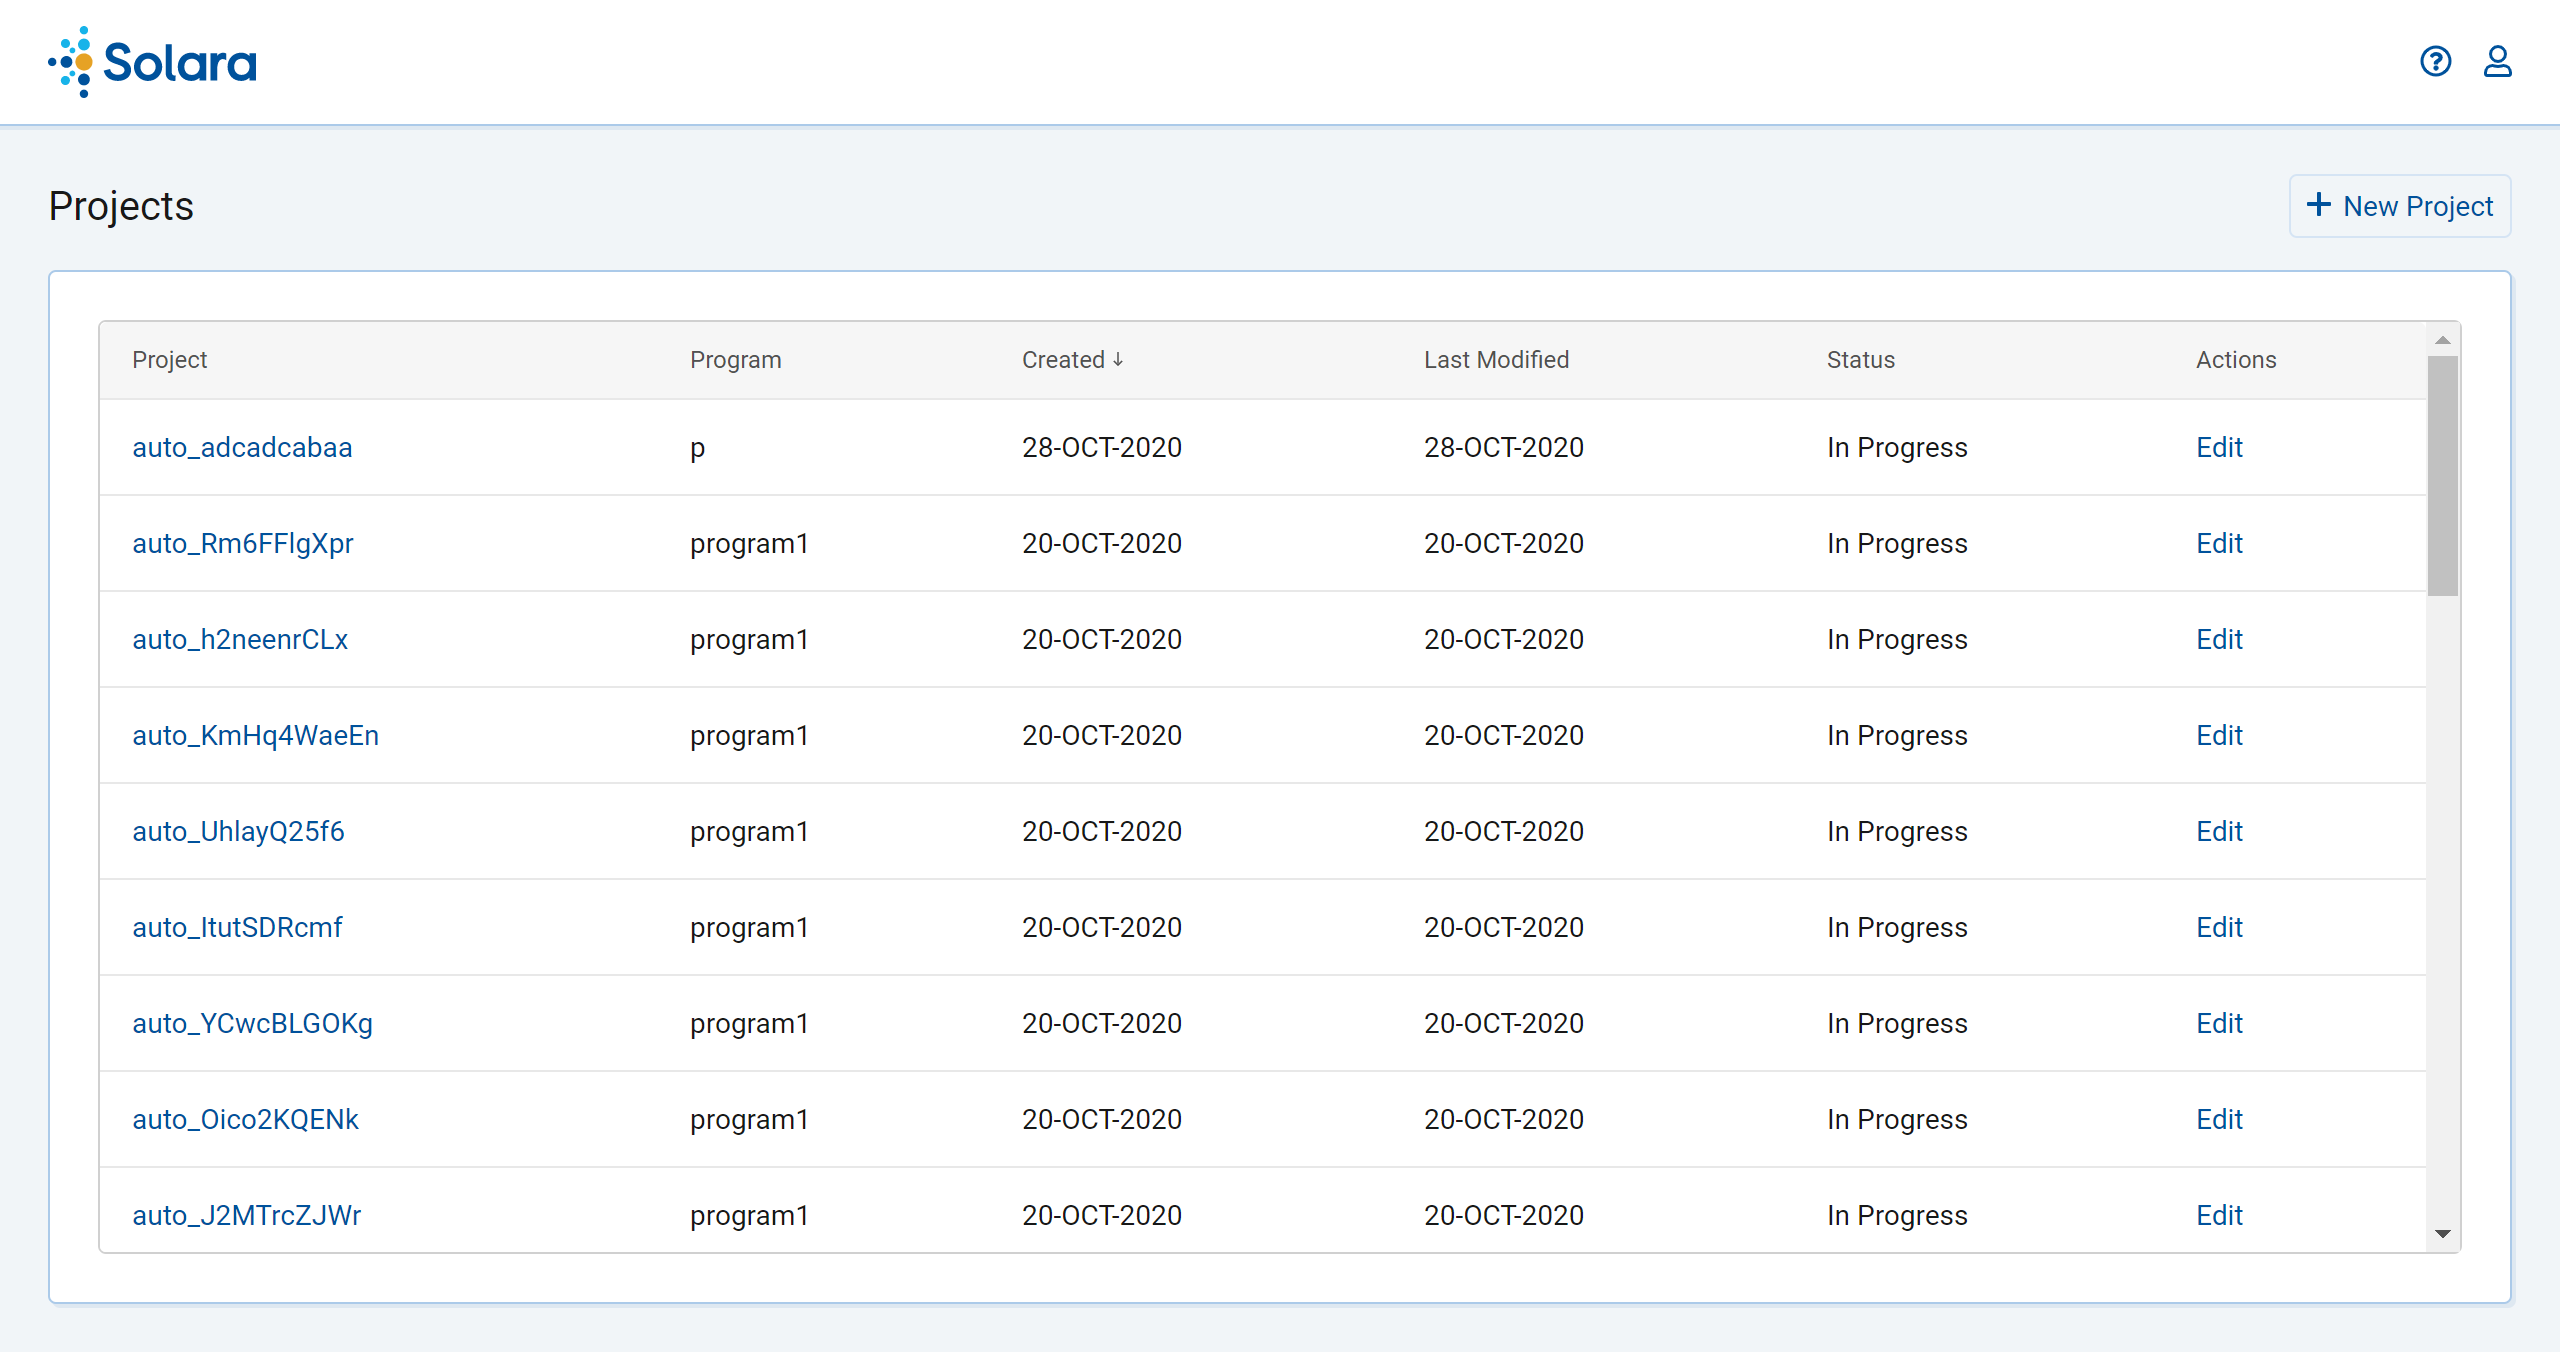 Solara
Projects
New Project
Project Program Created ↓ Last Modified Status Actions
auto_adcadcabaa p 28-OCT-2020 28-OCT-2020 In Progress Edit
auto_Rm6FFlgXpr program1 20-OCT-2020 20-OCT-2020 In Progress Edit
auto_h2neenrCLx program1 20-OCT-2020 20-OCT-2020 In Progress Edit
auto_KmHq4WaeEn program1 20-OCT-2020 20-OCT-2020 In Progress Edit
auto_UhlayQ25f6 program1 20-OCT-2020 20-OCT-2020 In Progress Edit
auto_ItutSDRcmf program1 20-OCT-2020 20-OCT-2020 In Progress Edit
auto_YCwcBLGOKg program1 20-OCT-2020 20-OCT-2020 In Progress Edit
auto_Oico2KQENk program1 20-OCT-2020 20-OCT-2020 In Progress Edit
auto_J2MTrcZJWr program1 20-OCT-2020 20-OCT-2020 In Progress Edit